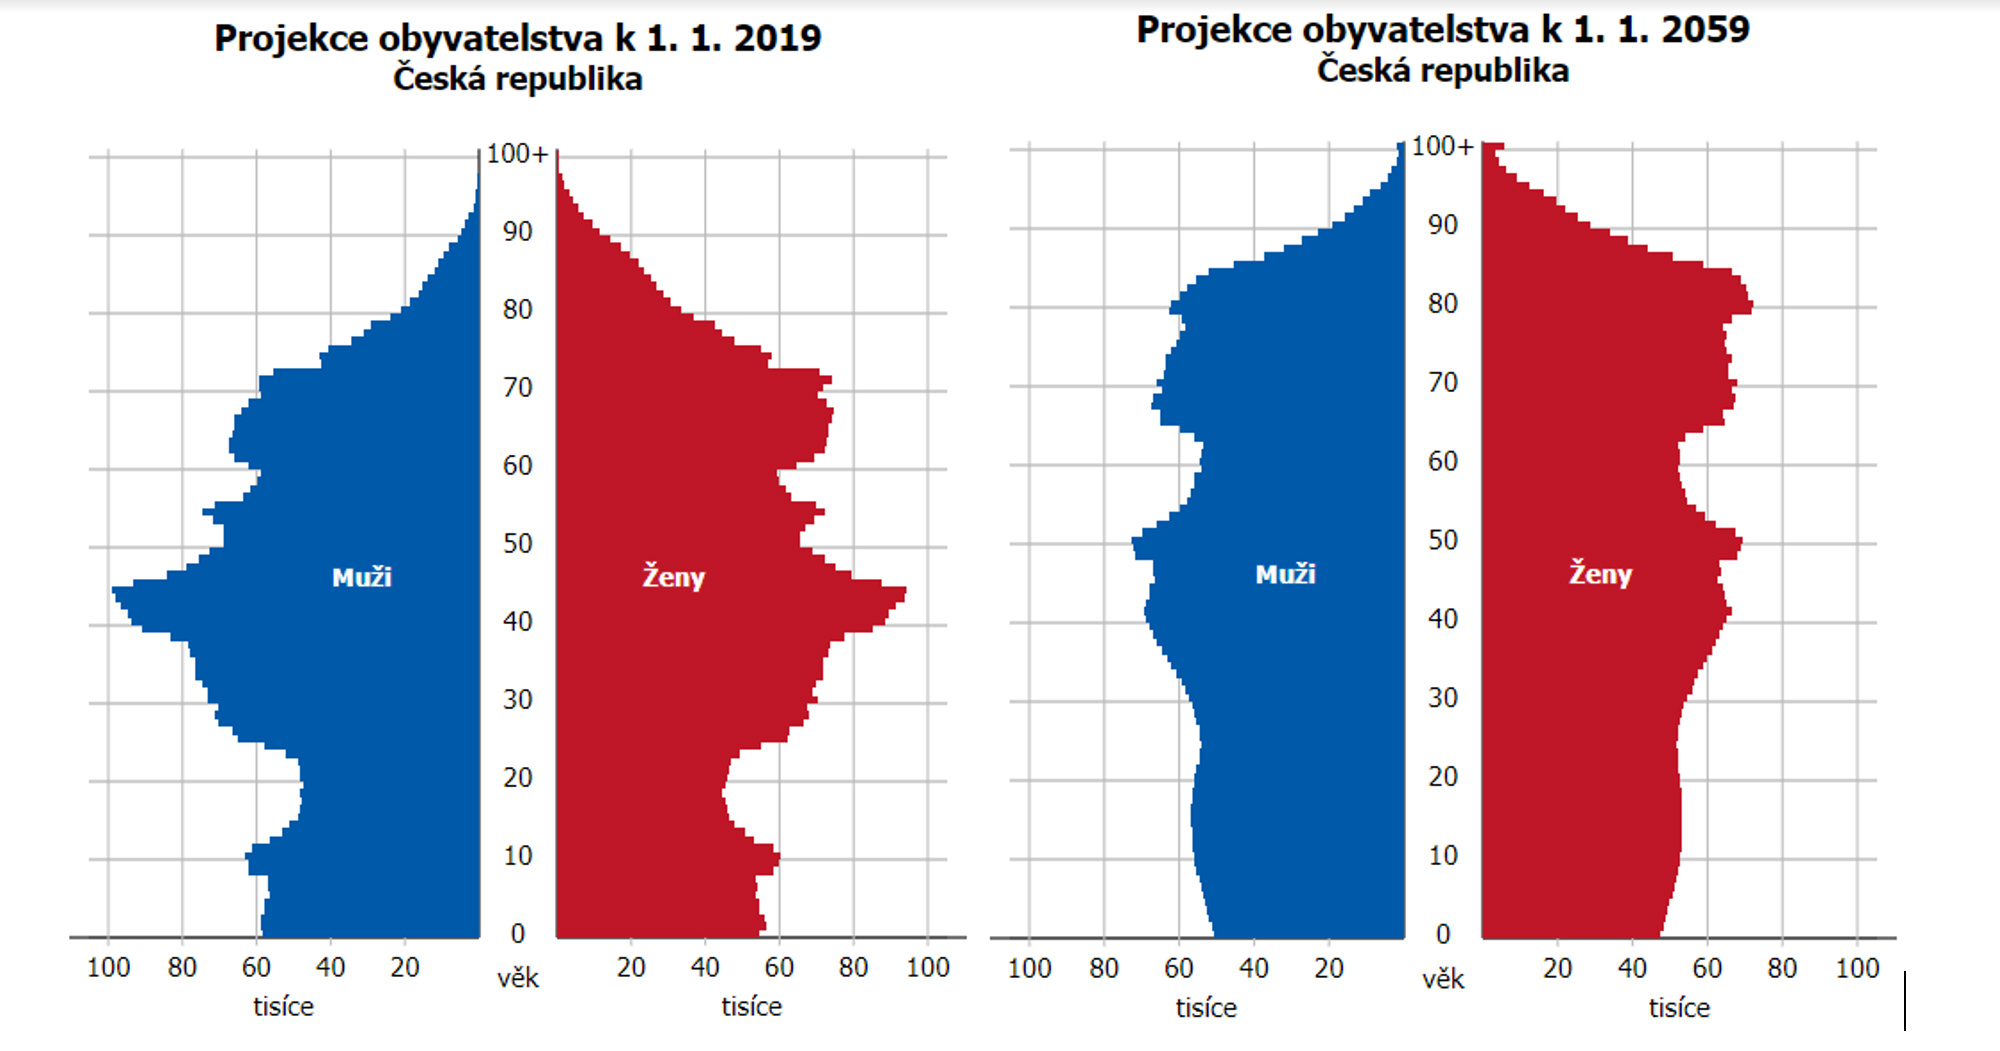 Projekce obyvatelstva k 1. 1. 2019
Česká republika
100+
90
80
70
60
50
40
30
20
10
0
Muži
Ženy
100 80 60 40 20
věk
20 40 60 80 100
tisíce
tisíce
Projekce obyvatelstva k 1. 1. 2059
Česká republika
100+
90
80
70
60
50
40
30
20
10
0
Muži
Ženy
100 80 60 40 20
věk
20 40 60 80 100
tisíce
tisíce